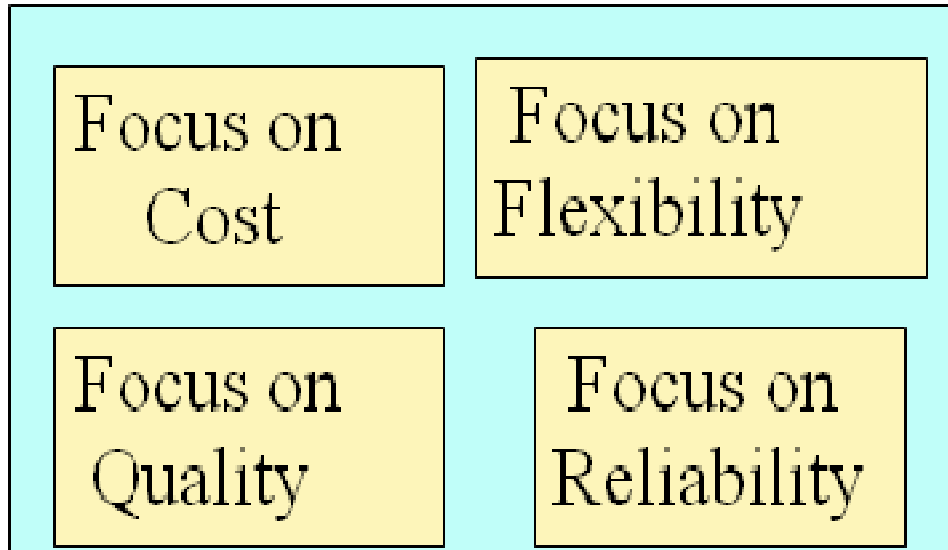 Focus on
Cost
Focus on
Flexibility
Focus on
Quality
Focus on
Reliability